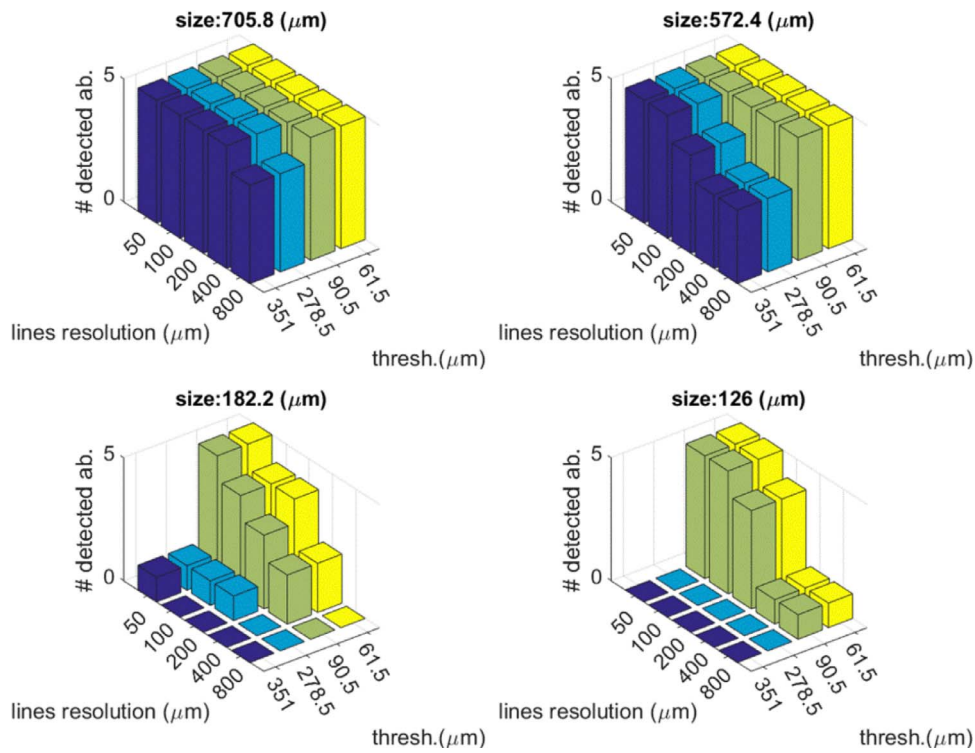 size:705.8 (μm)
# detected ab.
5
0
50
100
200
400
800
351
278.5
90.5
61.5
lines resolution (μm)
thresh.(μm)
size:572.4 (μm)
# detected ab.
5
0
50
100
200
400
800
351
278.5
90.5
61.5
lines resolution (μm)
thresh.(μm)
size:182.2 (μm)
# detected ab.
5
0
50
100
200
400
800
351
278.5
90.5
61.5
lines resolution (μm)
thresh.(μm)
size:126 (μm)
# detected ab.
5
0
50
100
200
400
800
351
278.5
90.5
61.5
lines resolution (μm)
thresh.(μm)